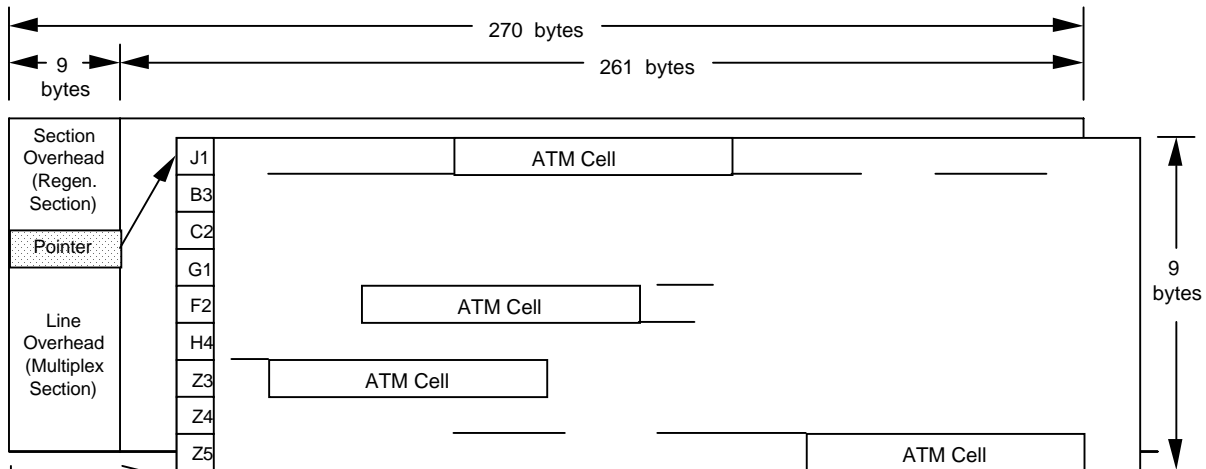 270 bytes
9
bytes
261 bytes
Section
Overhead
(Regen.
Section)
Pointer
Line
Overhead
(Multiplex
Section)
J1
B3
C2
G1
F2
H4
Z3
Z4
Z5
ATM Cell
ATM Cell
ATM Cell
ATM Cell
9
bytes